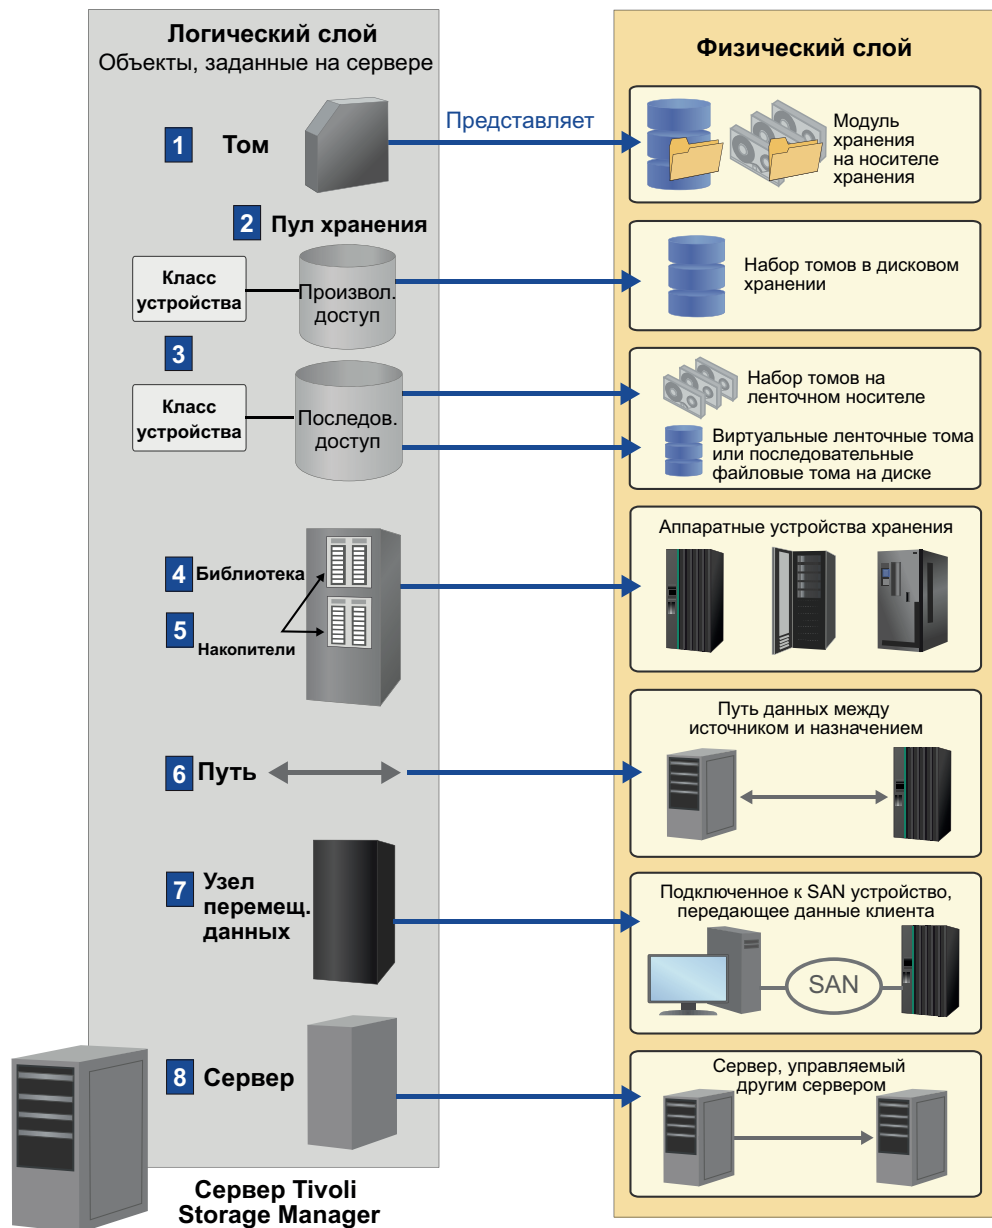 Логический слой
Объекты, заданные на сервере
Физический слой
1
Том
Представляет
Модуль
хранения
на носителе
хранения
2
Пул хранения
Класс
устройства
Произвол.
доступ
Набор томов в дисковом
хранении
3
Класс
устройства
Последов.
доступ
Набор томов на
ленточном носителе
Виртуальные ленточные тома
или последовательные
файловые тома на диске
4
Библиотека
5
Накопители
Аппаратные устройства хранения
6
Путь
Путь данных между
источником и назначением
7
Узел
перемещ.
данных
Подключенное к SAN устройство,
передающее данные клиента
SAN
8
Сервер
Сервер, управляемый
другим сервером
Сервер Tivoli
Storage Manager